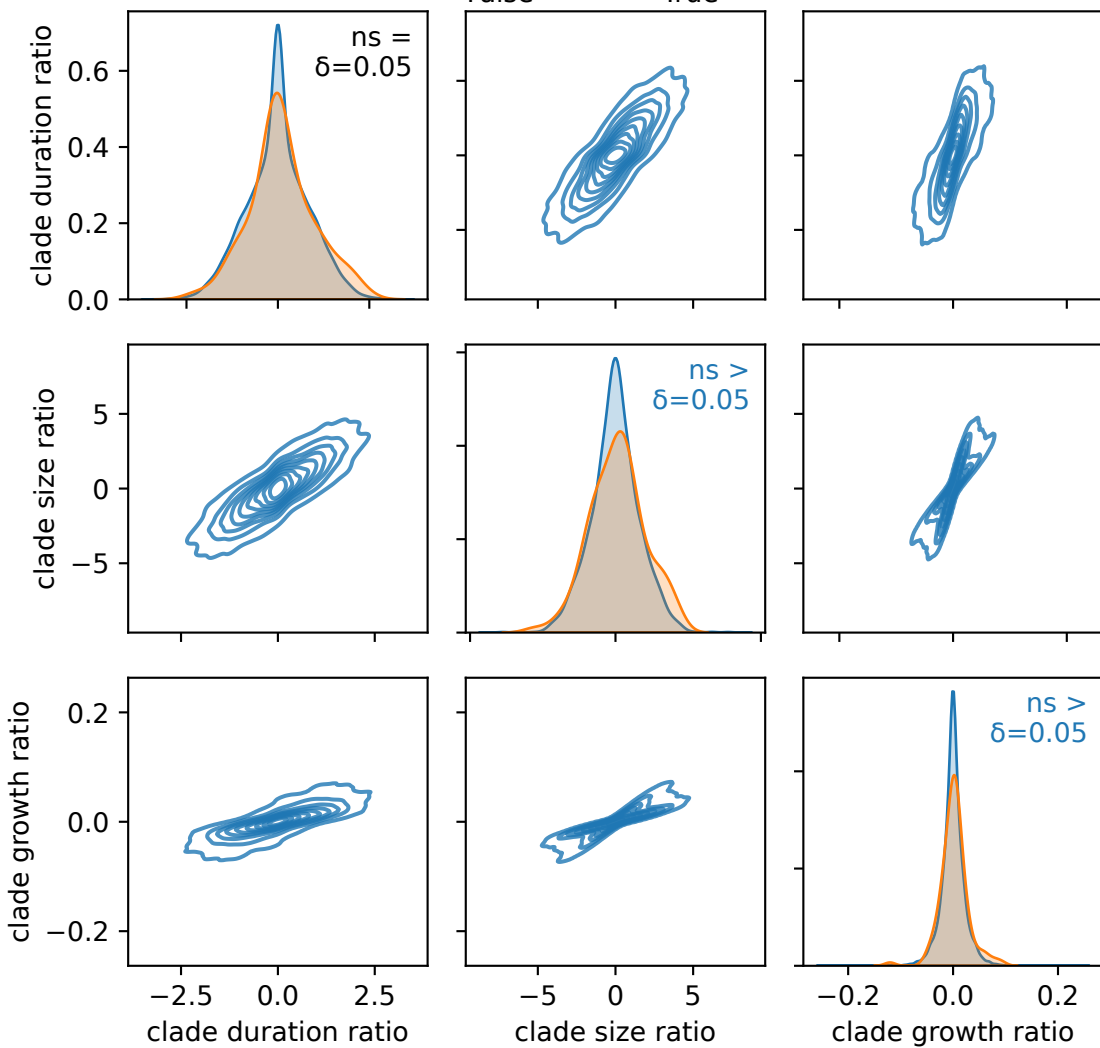 clade duration ratio
0.6
0.4
0.2
0.0
ns =
δ=0.05
clade size ratio
5
0
−5
ns >
δ=0.05
clade growth ratio
0.2
0.0
−0.2
ns >
δ=0.05
−2.5 0.0 2.5
−5 0 5
−0.2 0.0 0.2
clade duration ratio
clade size ratio
clade growth ratio